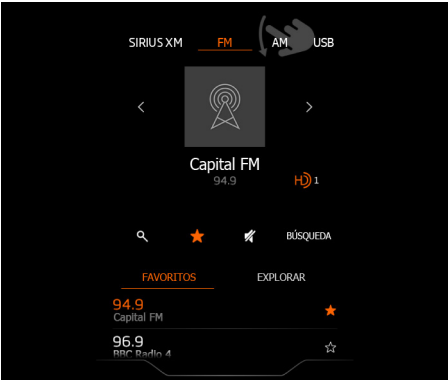 SIRIUS XM FM AM USB
Capital FM
94.9
HD 1
BÚSQUEDA
FAVORITOS EXPLORAR
94.9
Capital FM
96.9
BBC Radio 4